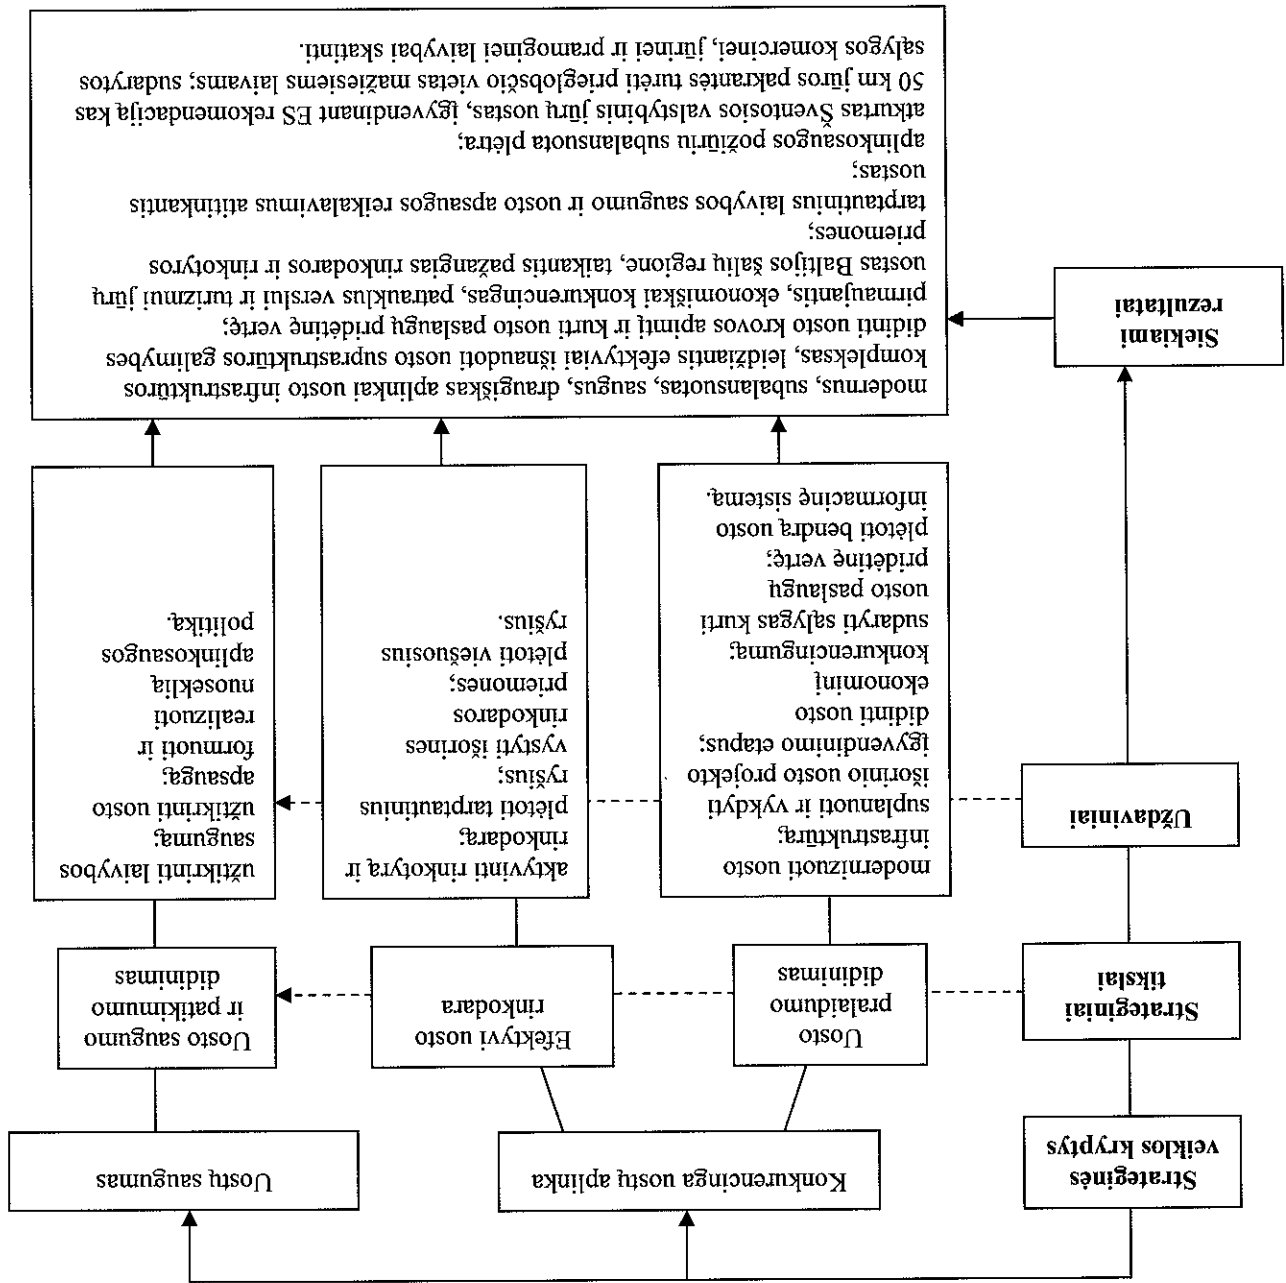 Strateginės
veiklos kryptys
Konkurencinga uostų aplinka
Uostų saugumas
Strateginiai
tikslai
Uosto
pralaidumo
didinimas
Efektyvi uosto
rinkodara
Uosto saugumo
ir patikimumo
didinimas
Uždaviniai
modernizuoti uosto
infrastruktūrą;
suplanuoti ir vykdyti
išorinio uosto projekto
įgyvendinimo etapus;
didinti uosto
ekonominį
konkurencingumą;
sudaryti sąlygas kurti
uosto paslaugų
pridėtinę vertę;
plėtoti bendrą uosto
informacinę sistemą.
aktyvinti rinkotyrą ir
rinkodarą;
plėtoti tarptautinius
ryšius;
vystyti išorines
rinkodaros
priemones;
plėtoti viešuosius
ryšius.
užtikrinti laivybos
saugumą;
užtikrinti uosto
apsaugą;
formuoti ir
realizuoti
nuoseklią
aplinkosaugos
politiką.
Siekiami
rezultatai
modernus, subalansuotas, saugus, draugiškas aplinkai uosto infrastruktūros
kompleksas, leidžiantis efektyviai išnaudoti uosto suprastruktūros galimybes
didinti uosto krovos apimtį ir kurti uosto paslaugų pridėtinę vertę;
pirmaujantis, ekonomiškai konkurencingas, patrauklus verslui ir turizmui jūrų
uostas Baltijos šalių regione, taikantis pažangias rinkodaros ir rinkotyros
priemones;
tarptautinius laivybos saugumo ir uosto apsaugos reikalavimus atitinkantis
uostas;
aplinkosaugos požiūriu subalansuota plėtra;
atkurtas Šventosios valstybinis jūrų uostas, įgyvendinant ES rekomendaciją kas
50 km jūros pakrantės turėti prieglobsčio vietas mažiesiems laivams; sudarytos
sąlygos komercinei, jūrinei ir pramoginei laivybai skatinti.